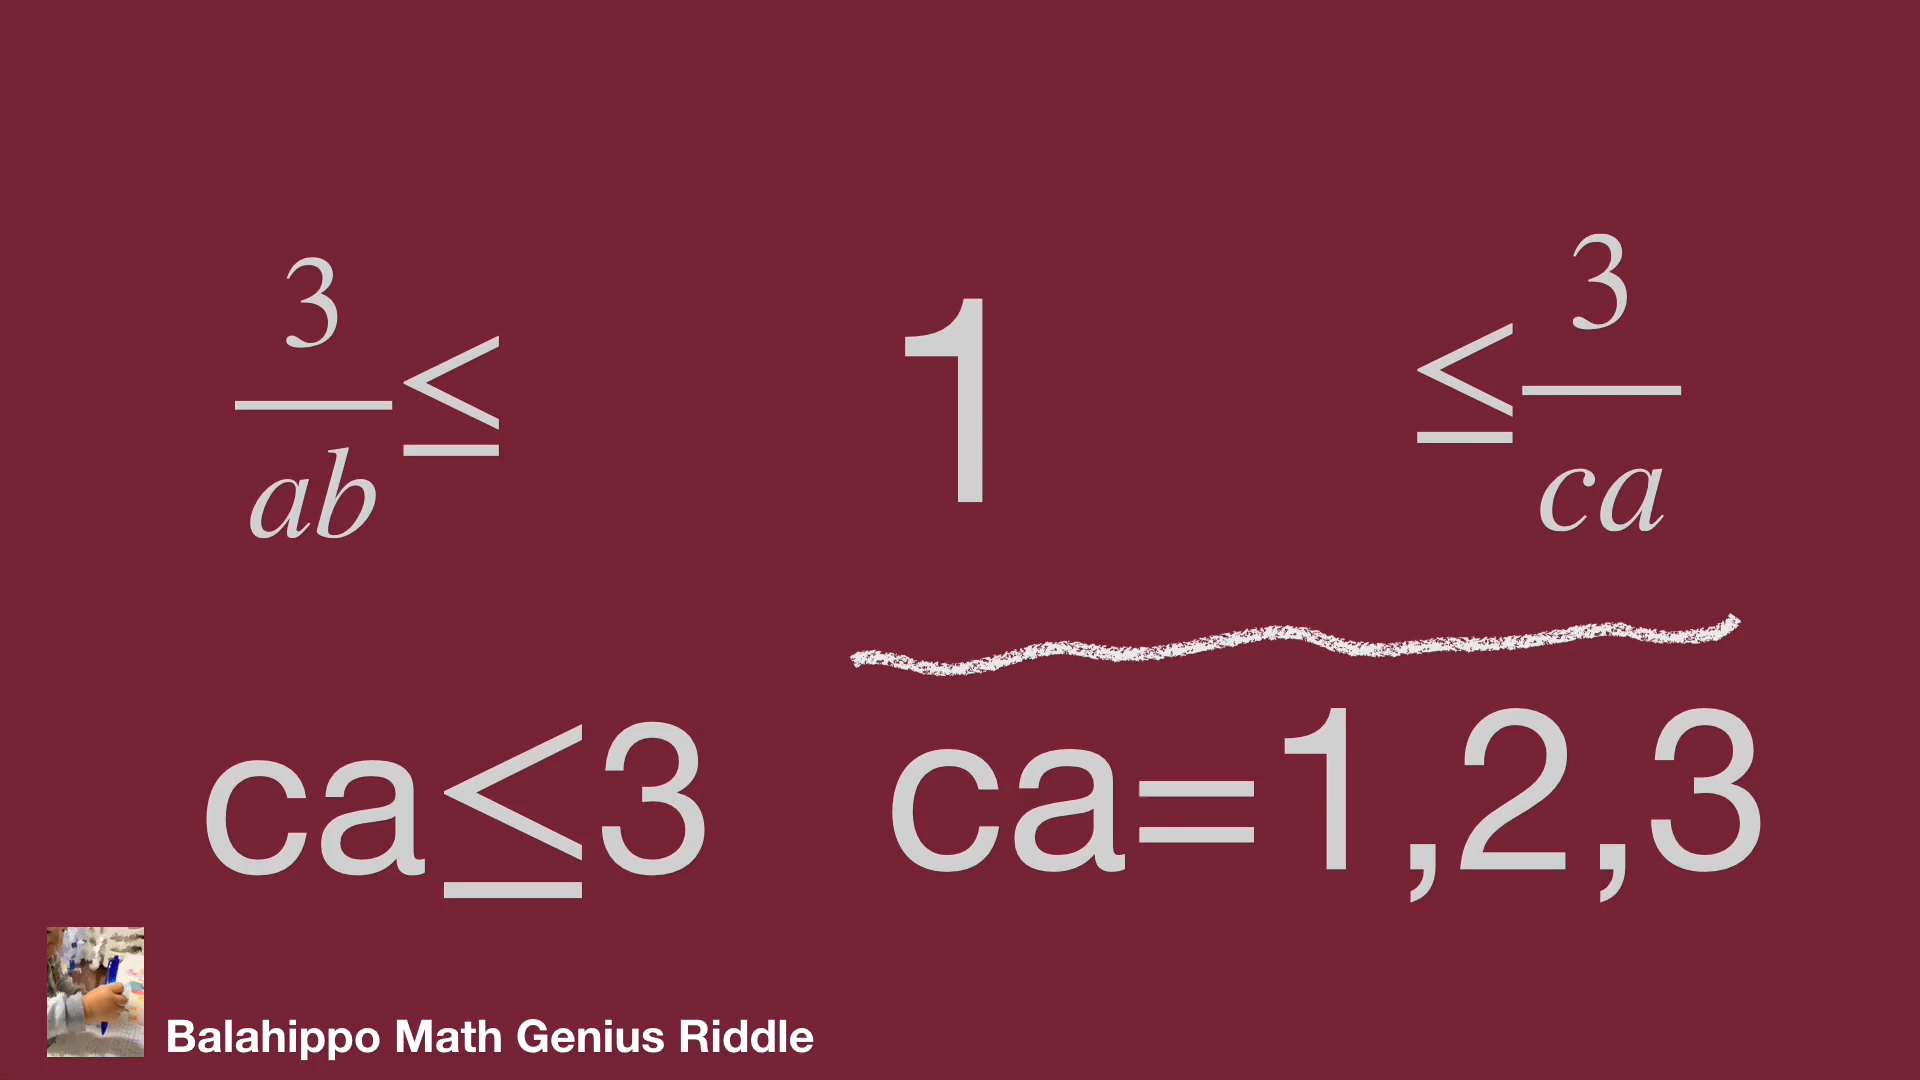 3/ab ≤ 1 ≤ 3/ca
ca≤3 ca=1,2,3
Balahippo Math Genius Riddle